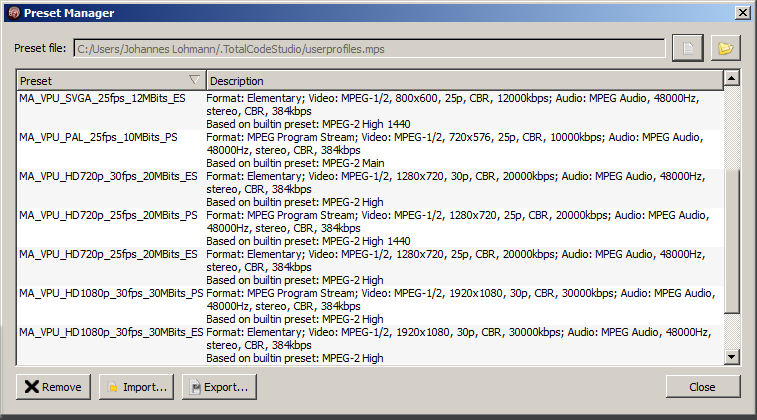 Preset Manager
Preset file: C:/Users/Johannes Lohmann/.TotalCodeStudio/userprofiles.mps
Preset Description
MA_VPU_SVGA_25fps_12MBits_ES Format: Elementary; Video: MPEG-1/2, 800x600, 25p, CBR, 12000kbps; Audio: MPEG Audio, 48000Hz,
stereo, CBR, 384kbps
Based on builtin preset: MPEG-2 High 1440
MA_VPU_PAL_25fps_10MBits_PS Format: MPEG Program Stream; Video: MPEG-1/2, 720x576, 25p, CBR, 10000kbps; Audio: MPEG Audio,
48000Hz, stereo, CBR, 384kbps
Based on builtin preset: MPEG-2 Main
MA_VPU_HD720p_30fps_20MBits_ES Format: Elementary; Video: MPEG-1/2, 1280x720, 30p, CBR, 20000kbps; Audio: MPEG Audio, 48000Hz,
stereo, CBR, 384kbps
Based on builtin preset: MPEG-2 High
MA_VPU_HD720p_25fps_20MBits_PS Format: MPEG Program Stream; Video: MPEG-1/2, 1280x720, 25p, CBR, 20000kbps; Audio: MPEG Audio,
48000Hz, stereo, CBR, 384kbps
Based on builtin preset: MPEG-2 High 1440
MA_VPU_HD720p_25fps_20MBits_ES Format: Elementary; Video: MPEG-1/2, 1280x720, 25p, CBR, 20000kbps; Audio: MPEG Audio, 48000Hz,
stereo, CBR, 384kbps
Based on builtin preset: MPEG-2 High
MA_VPU_HD1080p_30fps_30MBits_PS Format: MPEG Program Stream; Video: MPEG-1/2, 1920x1080, 30p, CBR, 30000kbps; Audio: MPEG Audio,
48000Hz, stereo, CBR, 384kbps
Based on builtin preset: MPEG-2 High
MA_VPU_HD1080p_30fps_30MBits_ES Format: Elementary; Video: MPEG-1/2, 1920x1080, 30p, CBR, 30000kbps; Audio: MPEG Audio, 48000Hz,
stereo, CBR, 384kbps
Based on builtin preset: MPEG-2 High
Remove Import... Export... Close